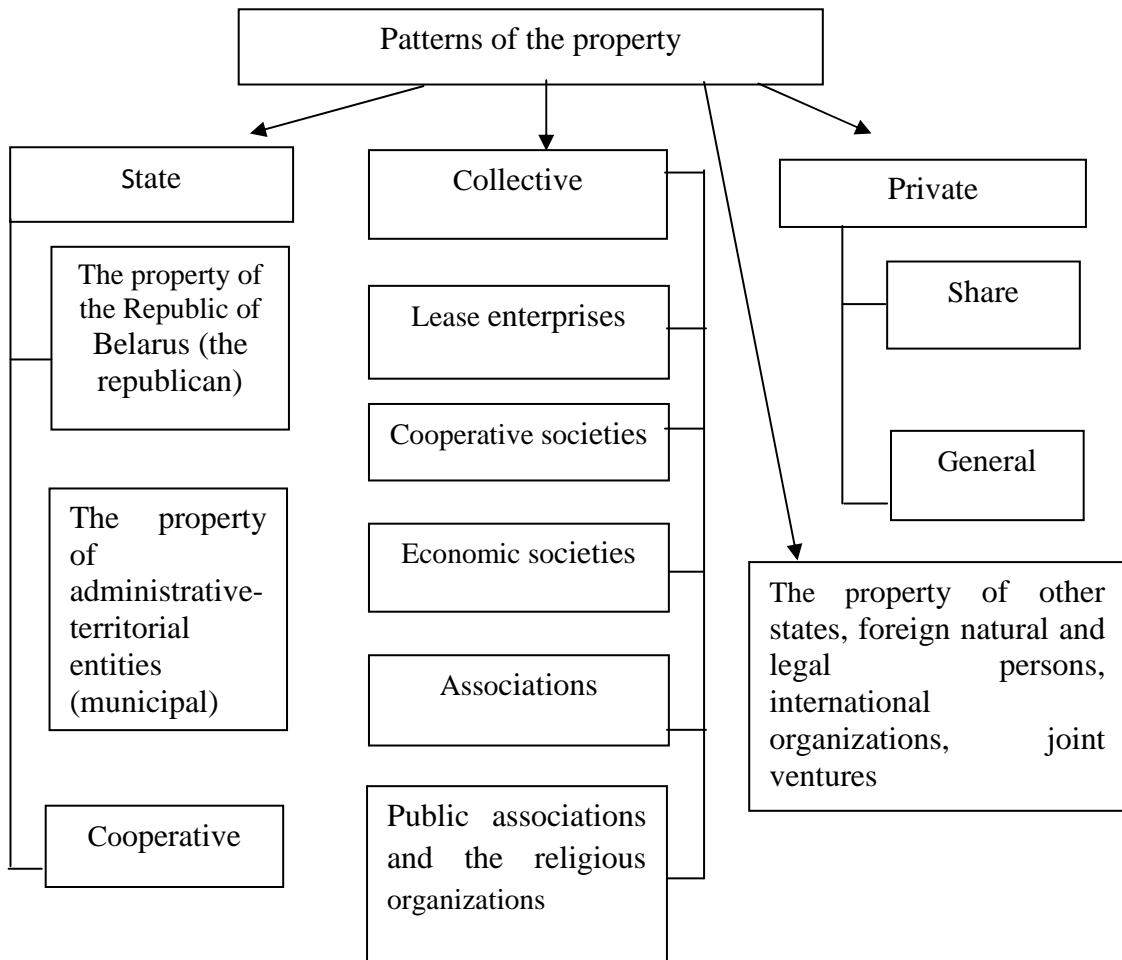 Patterns of the property
State
The property of
the Republic of
Belarus (the
republican)
The property
of
administrative-
territorial
entities
(municipal)
Cooperative
Collective
Lease enterprises
Cooperative societies
Economic societies
Associations
Public associations
and the religious
organizations
Private
Share
General
The property of other
states, foreign natural and
legal persons,
international
organizations, joint
ventures